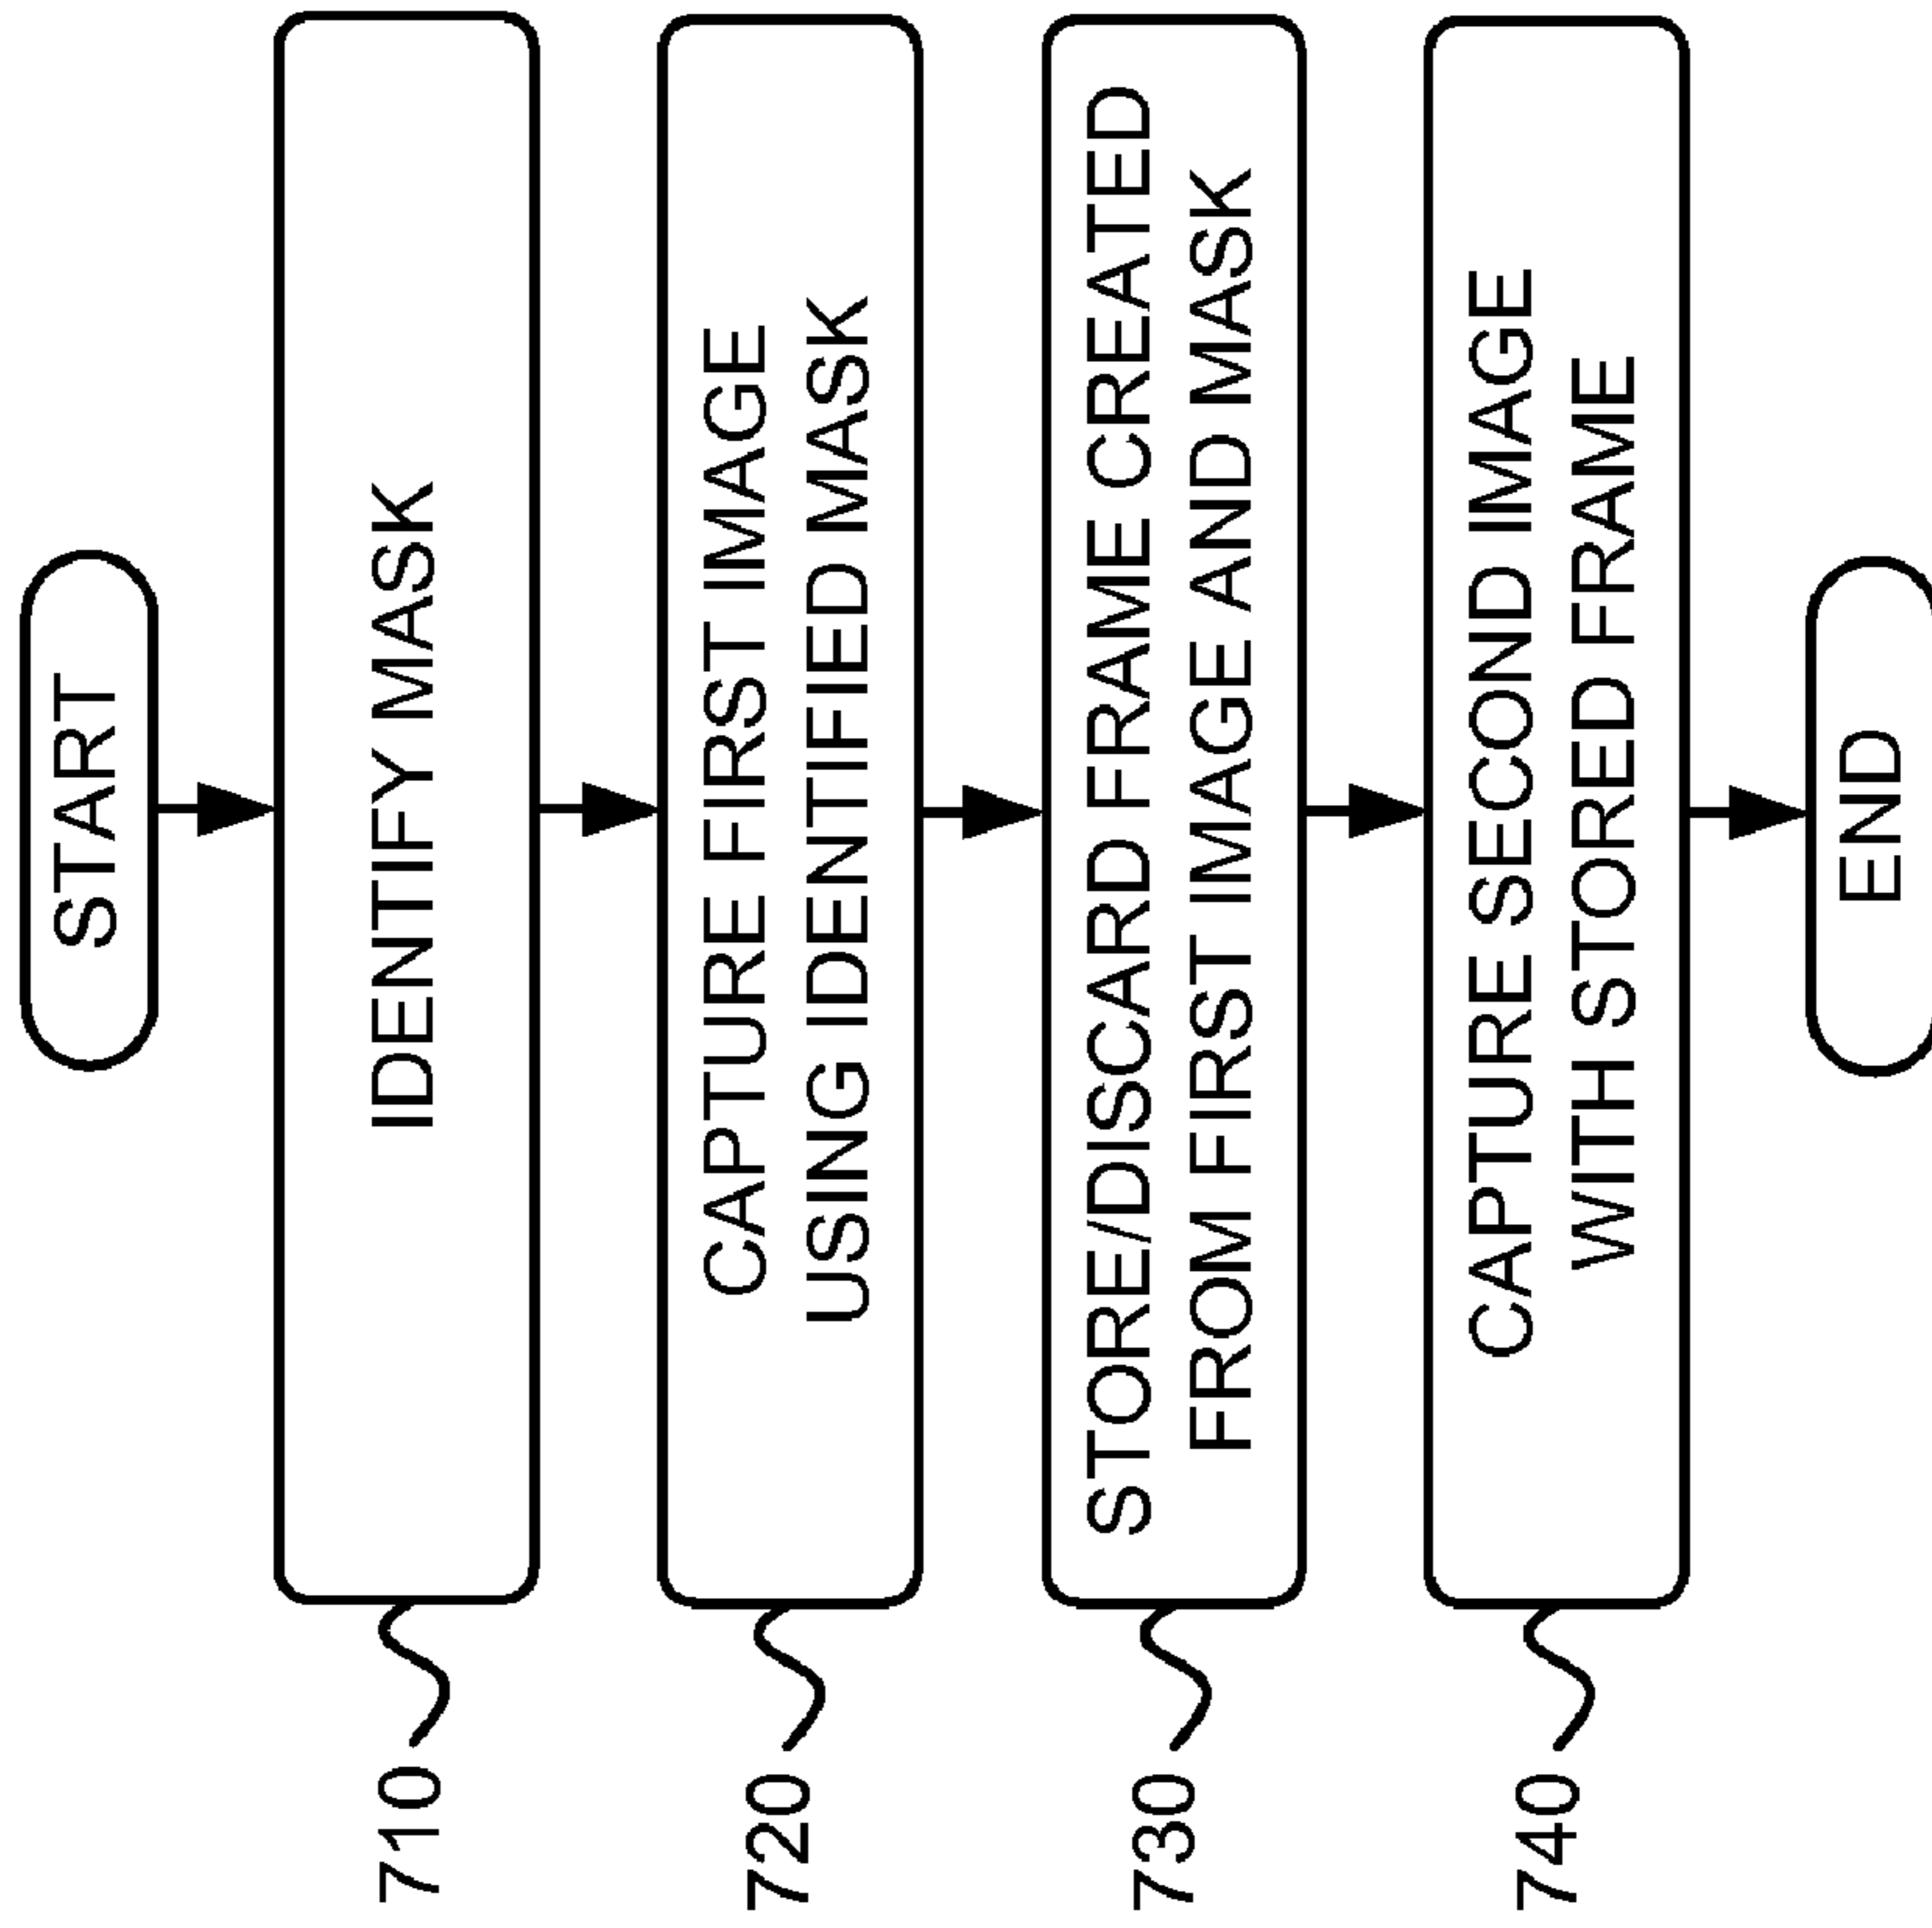 START
710
IDENTIFY MASK
720
CAPTURE FIRST IMAGE
USING IDENTIFIED MASK
730
STORE/DISCARD FRAME CREATED
FROM FIRST IMAGE AND MASK
740
CAPTURE SECOND IMAGE
WITH STORED FRAME
END